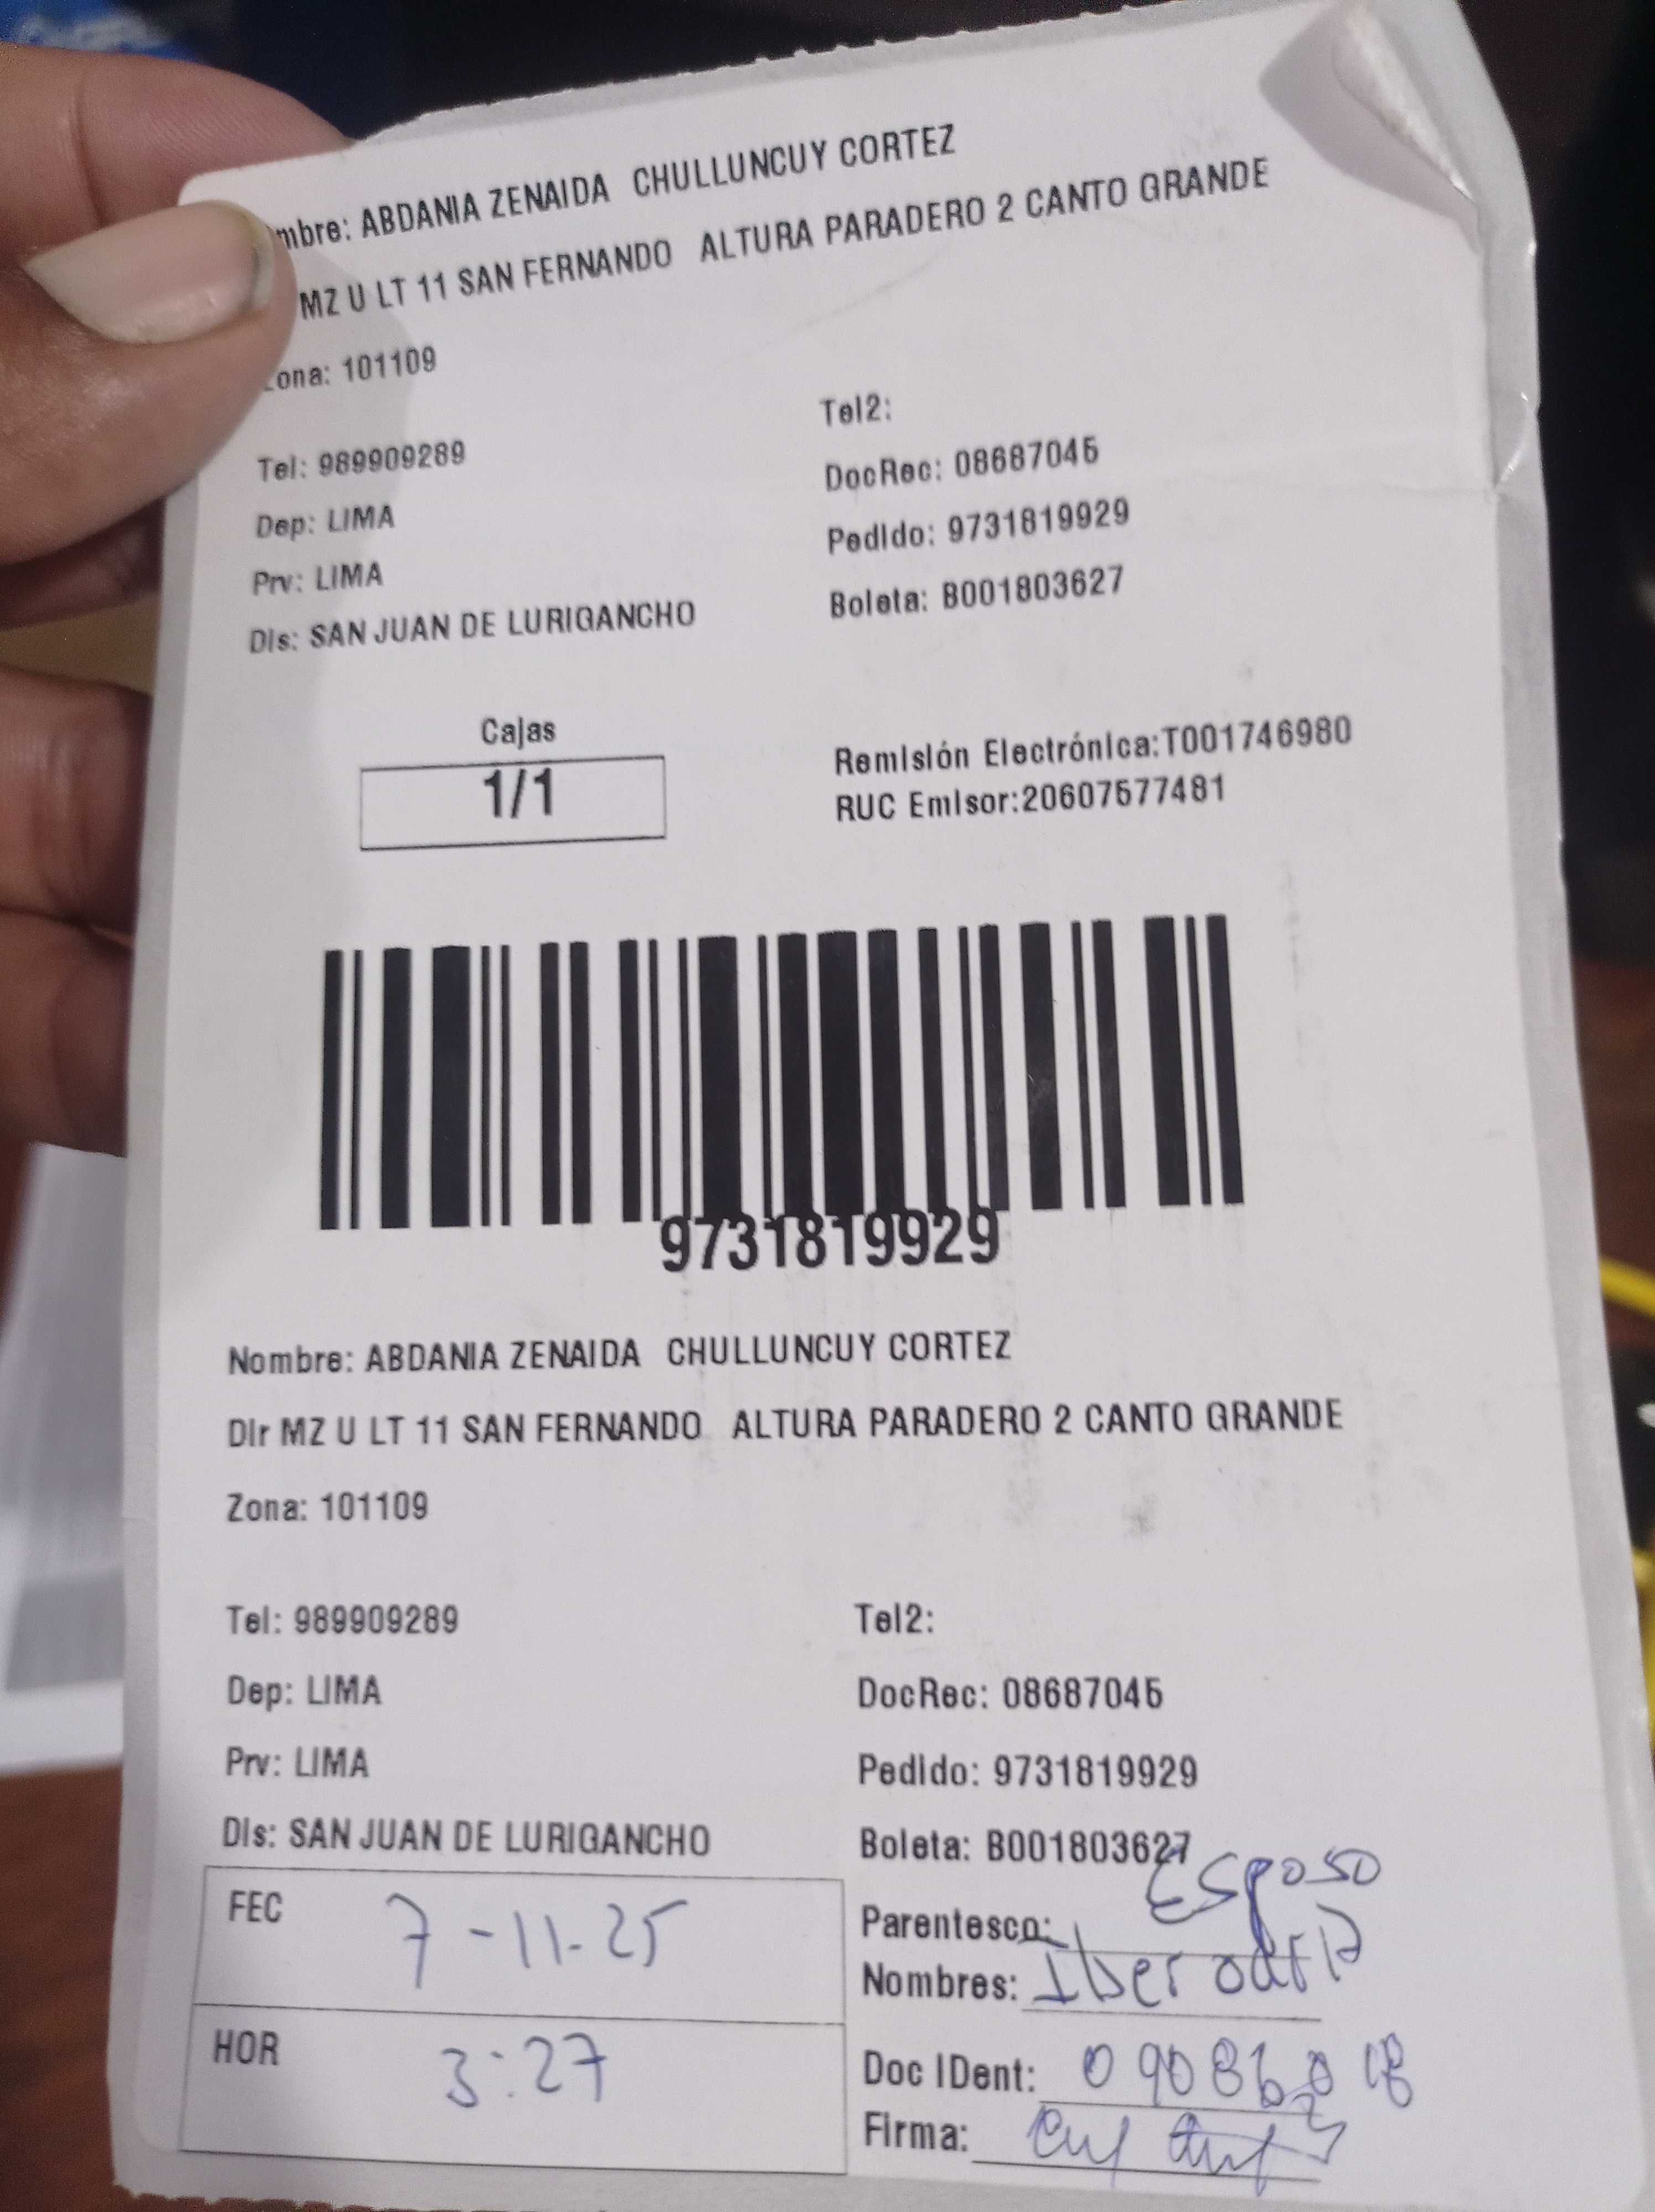 mbre: ABDANIA ZENAIDA CHULLUNCUY CORTEZ
MZ U LT 11 SAN FERNANDO ALTURA PARADERO 2 CANTO GRANDE
ona: 101109
Tel2:
Tel: 989909289
DocRec: 08687045
Dep: LIMA
Pedido: 9731819929
Prv: LIMA
Boleta: B001803627
Dis: SAN JUAN DE LURIGANCHO
Cajas
1/1
Remisión Electrónica:T001746980
RUC Emisor:20607577481
9731819929
Nombre: ABDANIA ZENAIDA CHULLUNCUY CORTEZ
Dir MZ U LT 11 SAN FERNANDO ALTURA PARADERO 2 CANTO GRANDE
Zona: 101109
Tel: 989909289 Tel2:
Dep: LIMA DocRec: 08687045
Prv: LIMA Pedido: 9731819929
Dis: SAN JUAN DE LURIGANCHO Boleta: B001803627
FEC 7-11-25
Parentesco: Esposo
Nombres:
HOR 3:27
Doc IDent:
Firma: